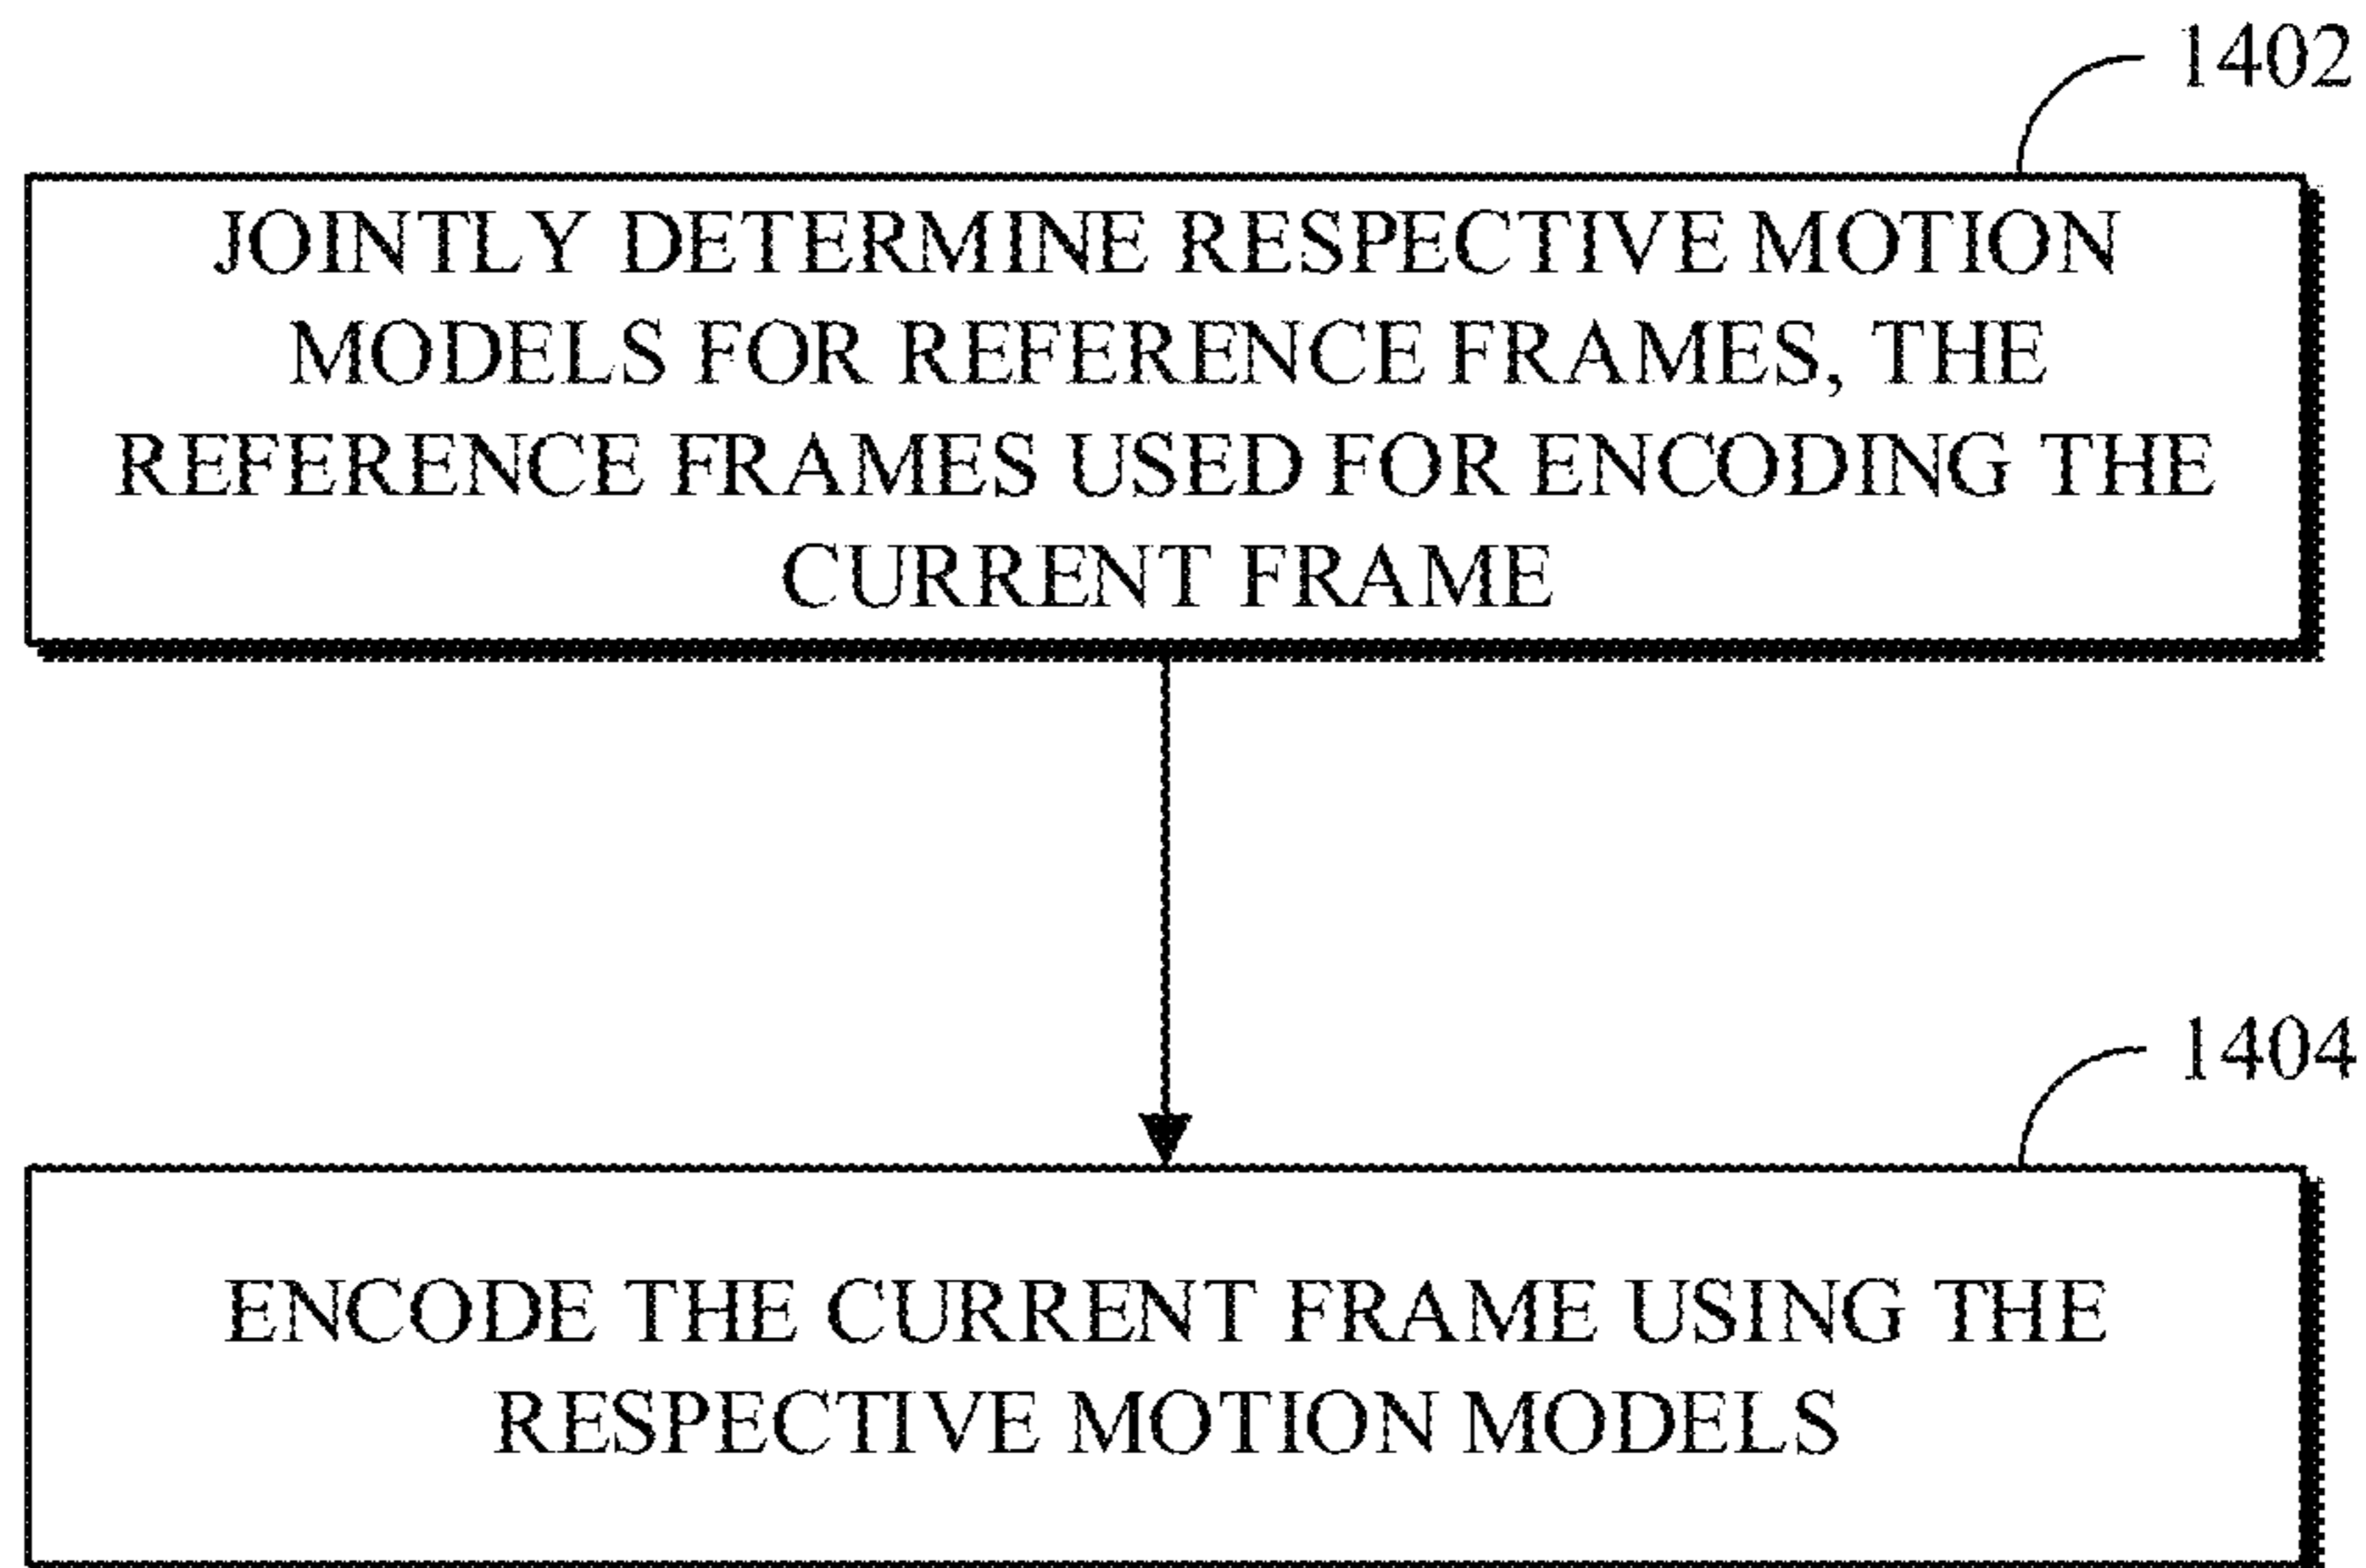 1402
JOINTLY DETERMINE RESPECTIVE MOTION
MODELS FOR REFERENCE FRAMES, THE
REFERENCE FRAMES USED FOR ENCODING THE
CURRENT FRAME
1404
ENCODE THE CURRENT FRAME USING THE
RESPECTIVE MOTION MODELS